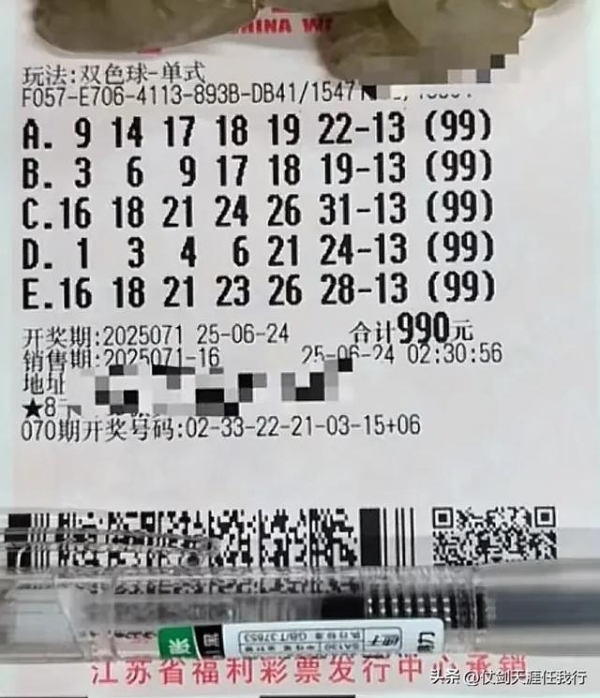 CHINA W
玩法:双色球-单式
F057-E706-4113-893B-DB41/1547
A. 9 14 17 18 19 22-13 (99)
B. 3 6 9 17 18 19-13 (99)
C.16 18 21 24 26 31-13 (99)
D. 1 3 4 6 21 24-13 (99)
E.16 18 21 23 26 28-13 (99)
开奖期:2025071 25-06-24 合计990元
销售期:2025071-16 25-06-24 02:30:56
地址
★8
070期开奖号码:02-33-22-21-03-15+06
GB/T 37853
SA130
江苏省福利彩票发行中心承销
头条 @仗剑天涯任我行